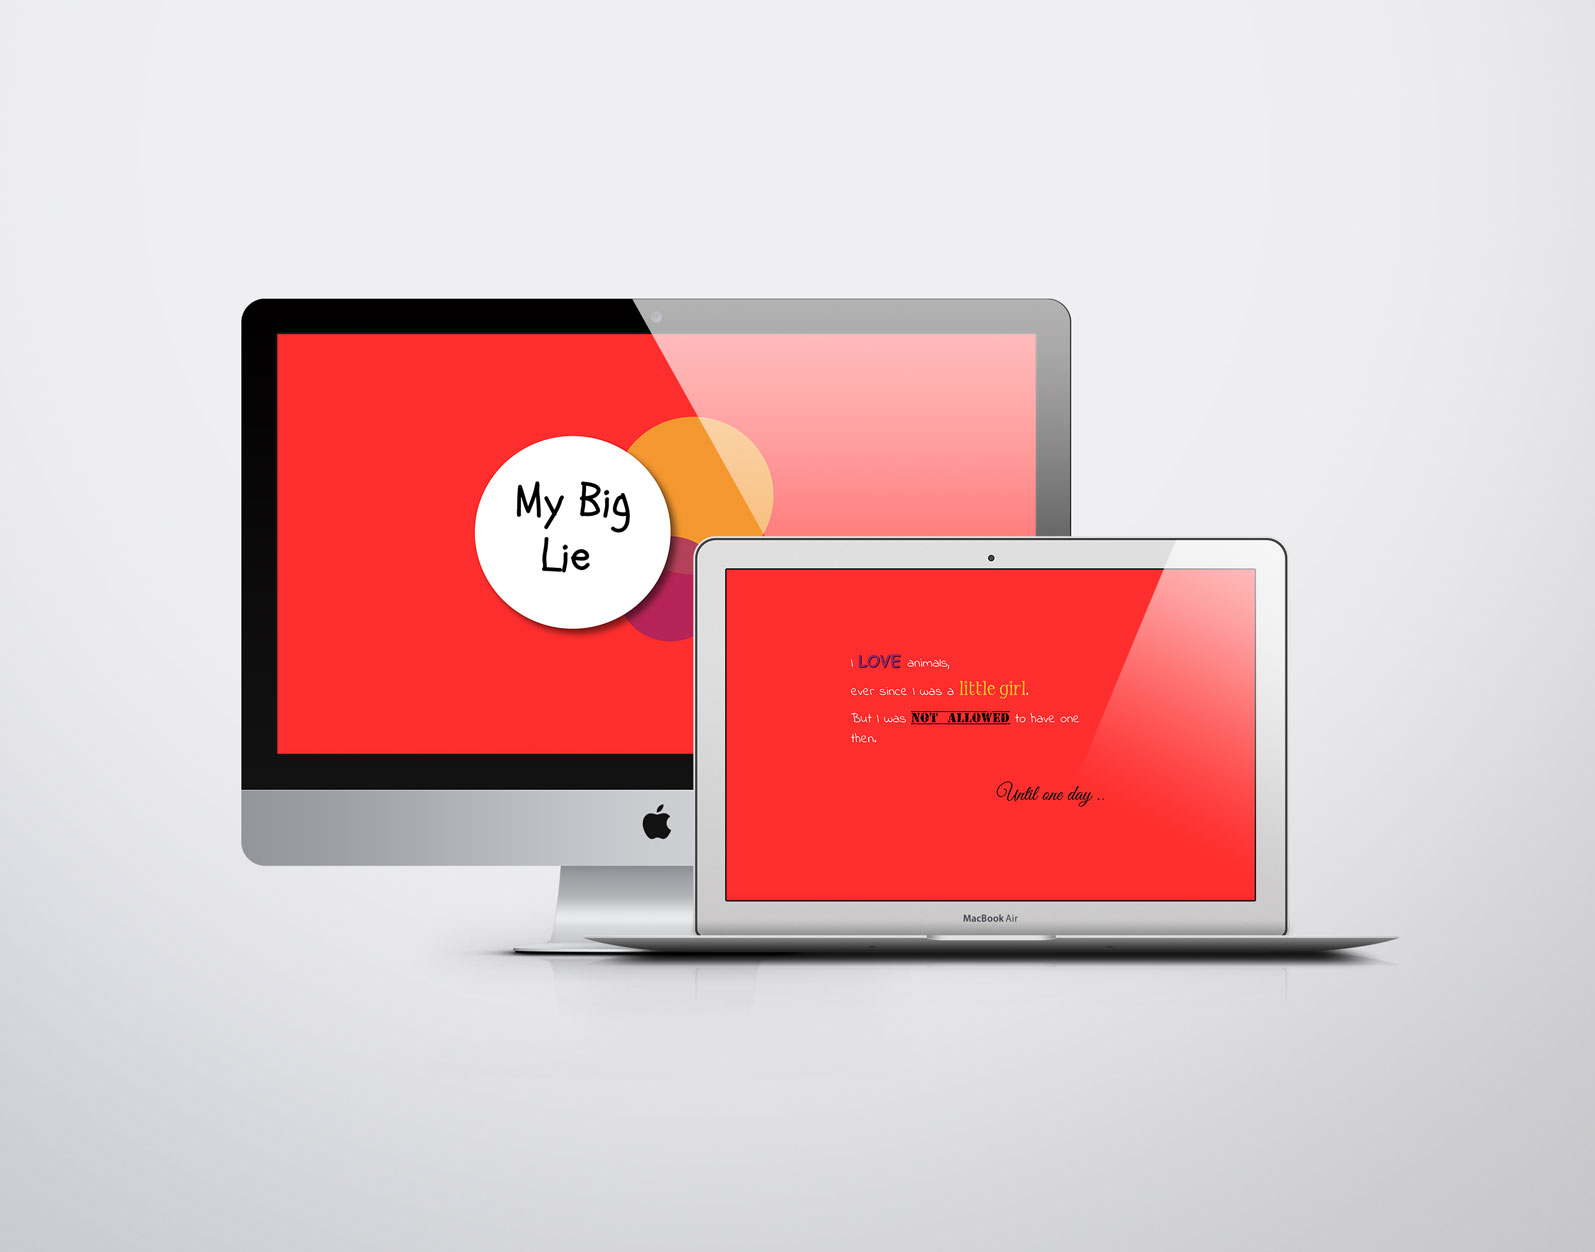 My Big
Lie
I LOVE animals,
ever since I was a little girl.
But I was NOT ALLOWED to have one
then.
Until one day ..
MacBook Air